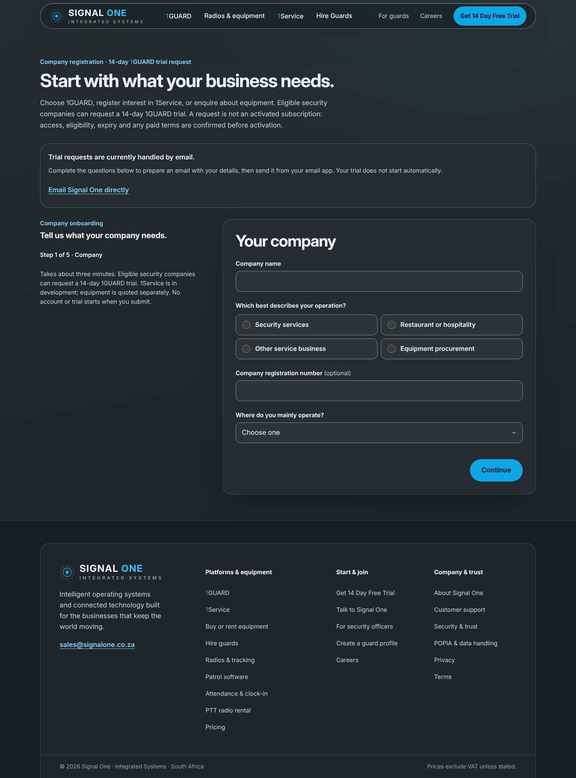 SIGNAL ONE
INTEGRATED SYSTEMS
1GUARD
Radios & equipment
1Service
Hire Guards
For guards
Careers
Get 14 Day Free Trial
Company registration · 14-day 1GUARD trial request
Start with what your business needs.
Choose 1GUARD, register interest in 1Service, or enquire about equipment. Eligible security
companies can request a 14-day 1GUARD trial. A request is not an activated subscription:
access, eligibility, expiry and any paid terms are confirmed before activation.
Trial requests are currently handled by email.
Complete the questions below to prepare an email with your details, then send it from your email app. Your trial does not start automatically.
Email Signal One directly
Company onboarding
Tell us what your company needs.
Step 1 of 5 · Company
Takes about three minutes. Eligible security companies
can request a 14-day 1GUARD trial. 1Service is in
development; equipment is quoted separately. No
account or trial starts when you submit.
Your company
Company name
Which best describes your operation?
Security services
Restaurant or hospitality
Other service business
Equipment procurement
Company registration number (optional)
Where do you mainly operate?
Choose one
Continue
SIGNAL ONE
INTEGRATED SYSTEMS
Intelligent operating systems
and connected technology built
for the businesses that keep the
world moving.
sales@signalone.co.za
Platforms & equipment
1GUARD
1Service
Buy or rent equipment
Hire guards
Radios & tracking
Patrol software
Attendance & clock-in
PTT radio rental
Pricing
Start & join
Get 14 Day Free Trial
Talk to Signal One
For security officers
Create a guard profile
Careers
Company & trust
About Signal One
Customer support
Security & trust
POPIA & data handling
Privacy
Terms
© 2026 Signal One · Integrated Systems · South Africa
Prices exclude VAT unless stated.